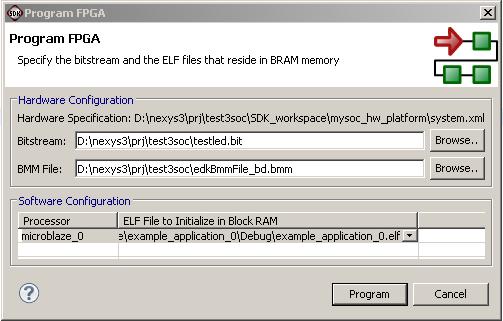 SDK Program FPGA
Program FPGA
Specify the bitstream and the ELF files that reside in BRAM memory
Hardware Configuration
Hardware Specification: D:\nexys3\prj\test3soc\SDK_workspace\mysoc_hw_platform\system.xml
Bitstream: D:\nexys3\prj\test3soc\testled.bit Browse..
BMM File: D:\nexys3\prj\test3soc\edkBmmFile_bd.bmm Browse..
Software Configuration
Processor ELF File to Initialize in Block RAM
microblaze_0 e\example_application_0\Debug\example_application_0.elf
? Program Cancel